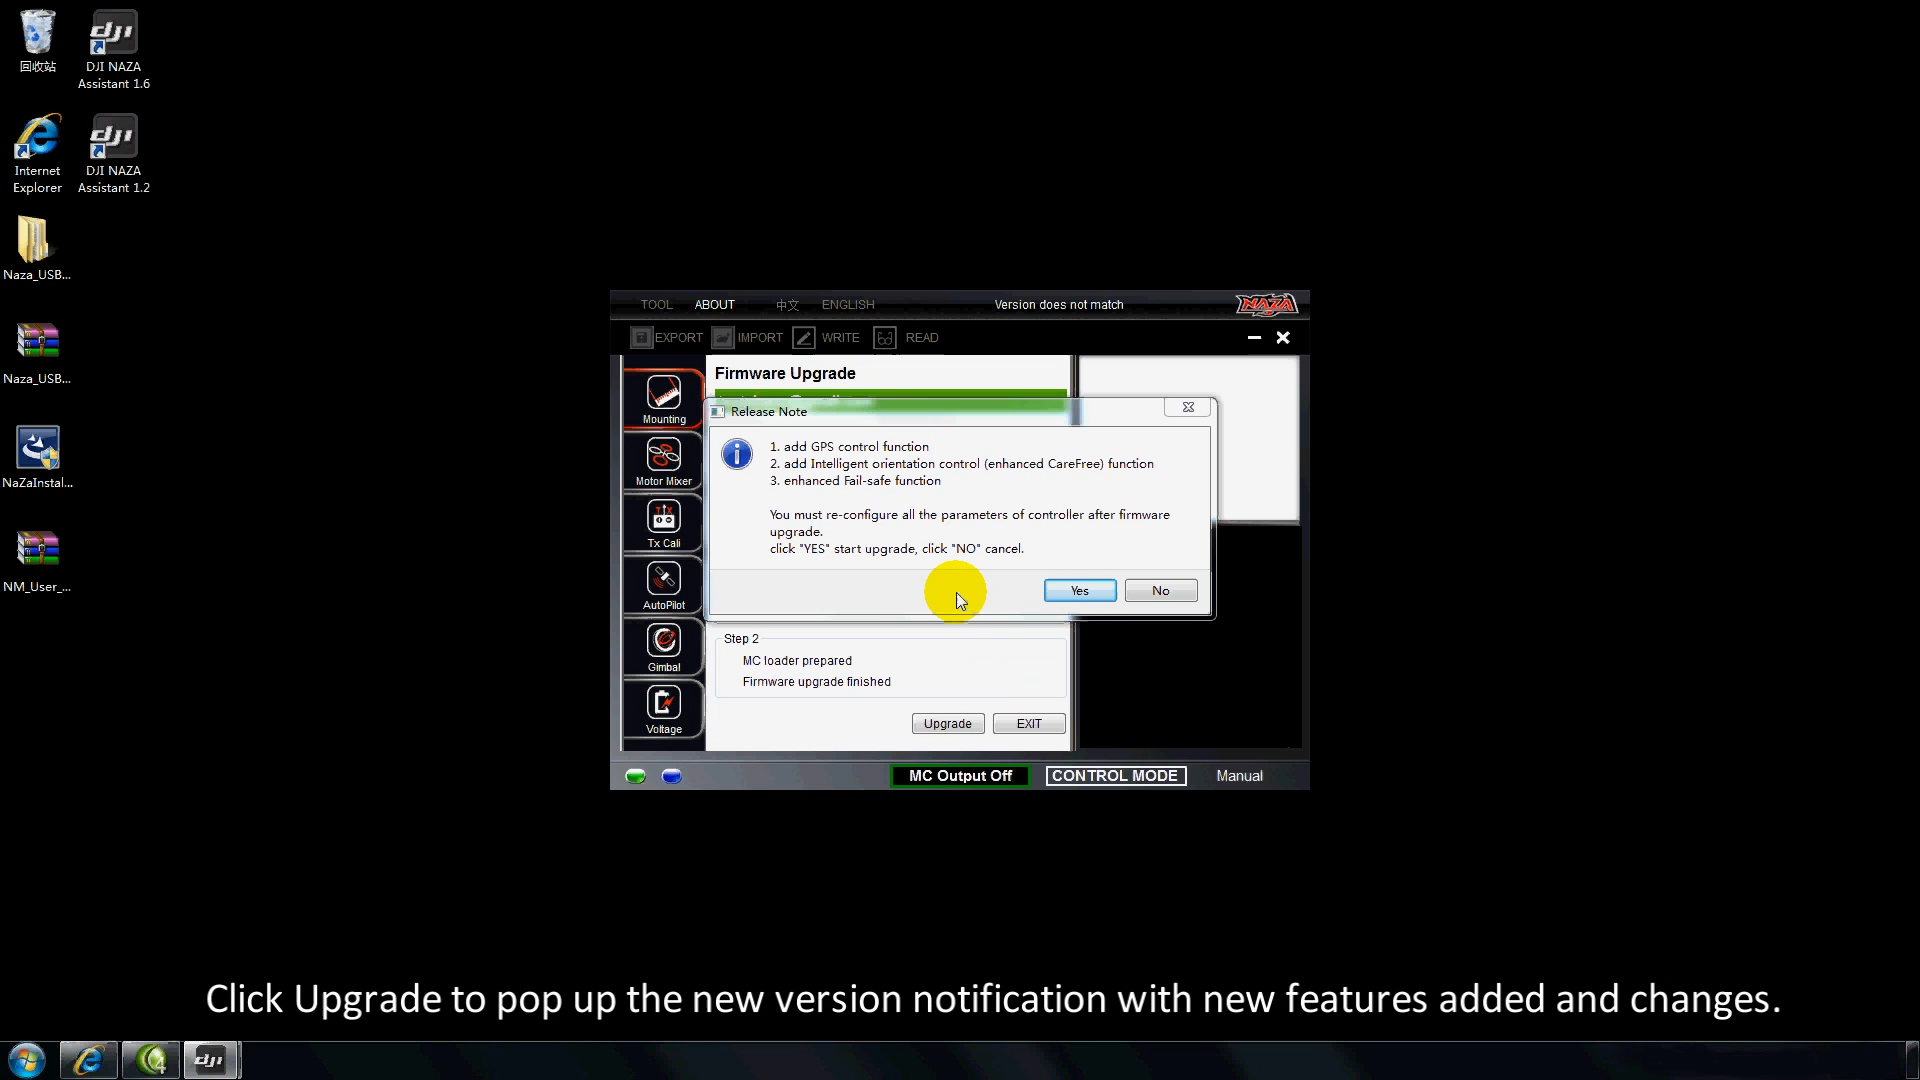 回收站
DJI NAZA
Assistant 1.6
Internet
Explorer
DJI NAZA
Assistant 1.2
Naza_USB...
Naza_USB...
NaZaInstal...
NM_User_...
TOOL ABOUT 中文 ENGLISH Version does not match NAZA
EXPORT IMPORT WRITE READ
Mounting
Motor Mixer
Tx Cali
AutoPilot
Gimbal
Voltage
Firmware Upgrade
Release Note
1. add GPS control function
2. add Intelligent orientation control (enhanced CareFree) function
3. enhanced Fail-safe function
You must re-configure all the parameters of controller after firmware
upgrade.
click "YES" start upgrade, click "NO" cancel.
Yes No
Step 2
MC loader prepared
Firmware upgrade finished
Upgrade EXIT
MC Output Off CONTROL MODE Manual
Click Upgrade to pop up the new version notification with new features added and changes.